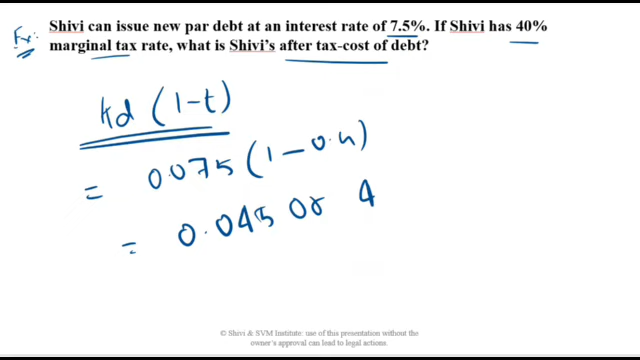 Ex:
Shivi can issue new par debt at an interest rate of 7.5%. If Shivi has 40%
marginal tax rate, what is Shivi's after tax-cost of debt?
Kd (1-t)
= 0.075 (1-0.4)
= 0.045 or 4
© Shivi & SVM Institute: use of this presentation without the
owner's approval can lead to legal actions.